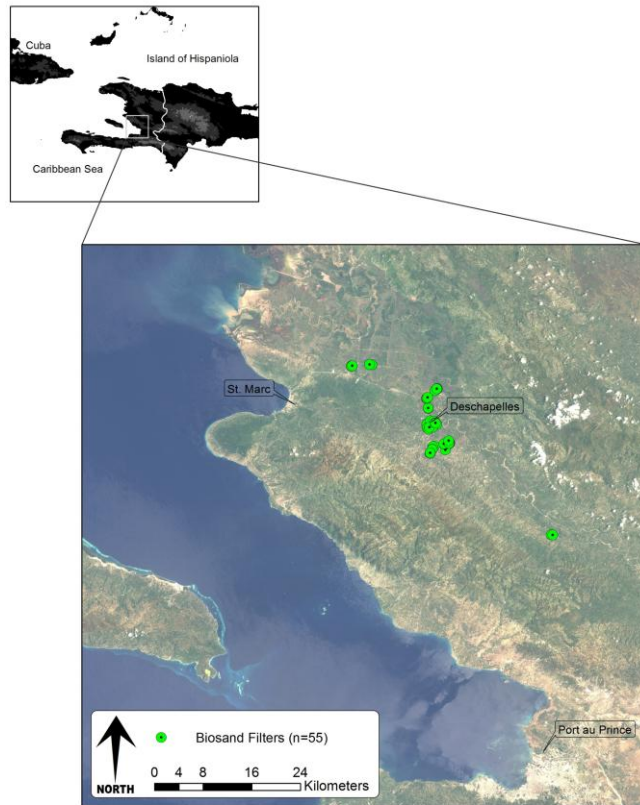 Cuba
Island of Hispaniola
Caribbean Sea
St. Marc
Deschapelles
Port au Prince
Biosand Filters (n=55)
0 4 8 16 24
Kilometers
NORTH